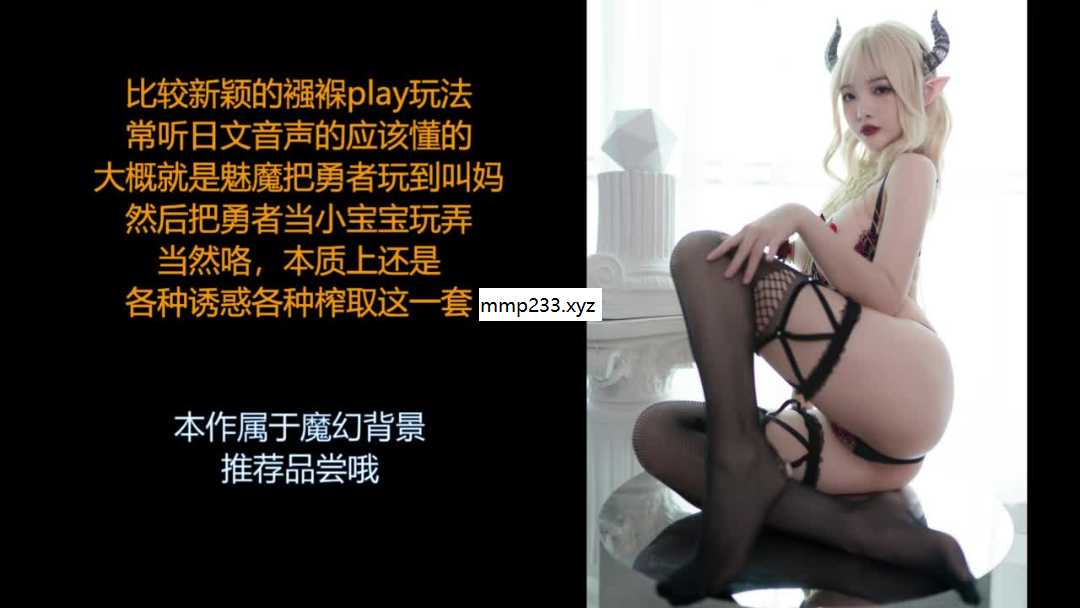 比较新颖的襁褓play玩法
常听日文音声的应该懂的
大概就是魅魔把勇者玩到叫妈
然后把勇者当小宝宝玩弄
当然咯，本质上还是
各种诱惑各种榨取这一套
mmp233.xyz
本作属于魔幻背景
推荐品尝哦